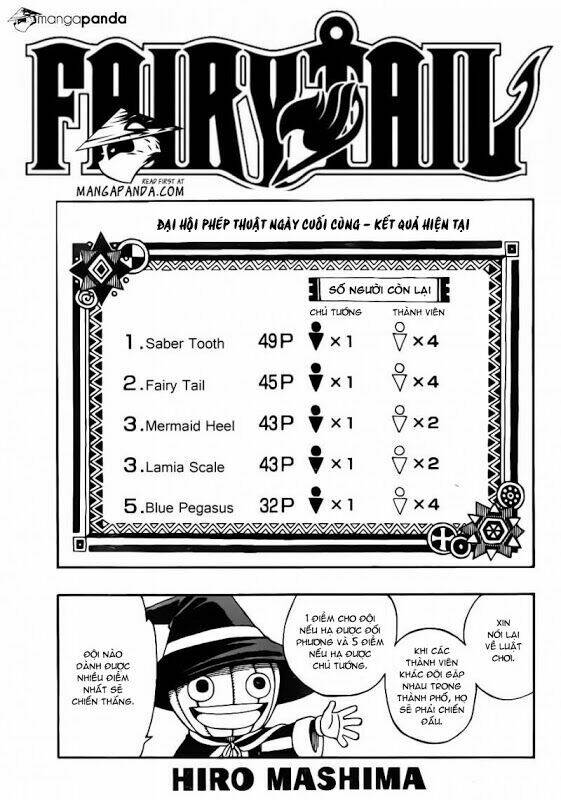 mangapanda
FAIRY TAIL
READ FIRST AT
MANGAPANDA.COM
ĐẠI HỘI PHÉP THUẬT NGÀY CUỐI CÙNG – KẾT QUẢ HIỆN TẠI
SỐ NGƯỜI CÒN LẠI
CHỦ TƯỚNG THÀNH VIÊN
1. Saber Tooth 49P ×1 ×4
2. Fairy Tail 45P ×1 ×4
3. Mermaid Heel 43P ×1 ×2
3. Lamia Scale 43P ×1 ×2
5. Blue Pegasus 32P ×1 ×4
XIN
NÓI LẠI
VỀ LUẬT
CHƠI.
KHI CÁC
THÀNH VIÊN
KHÁC ĐỘI GẶP
NHAU TRONG
THÀNH PHỐ, HỌ
SẼ PHẢI CHIẾN
ĐẤU.
1 ĐIỂM CHO ĐỘI
NẾU HẠ ĐƯỢC ĐỐI
PHƯƠNG VÀ 5 ĐIỂM
NẾU HẠ ĐƯỢC
CHỦ TƯỚNG.
ĐỘI NÀO
DÀNH ĐƯỢC
NHIỀU ĐIỂM
NHẤT SẼ
CHIẾN THẮNG.
HIRO MASHIMA